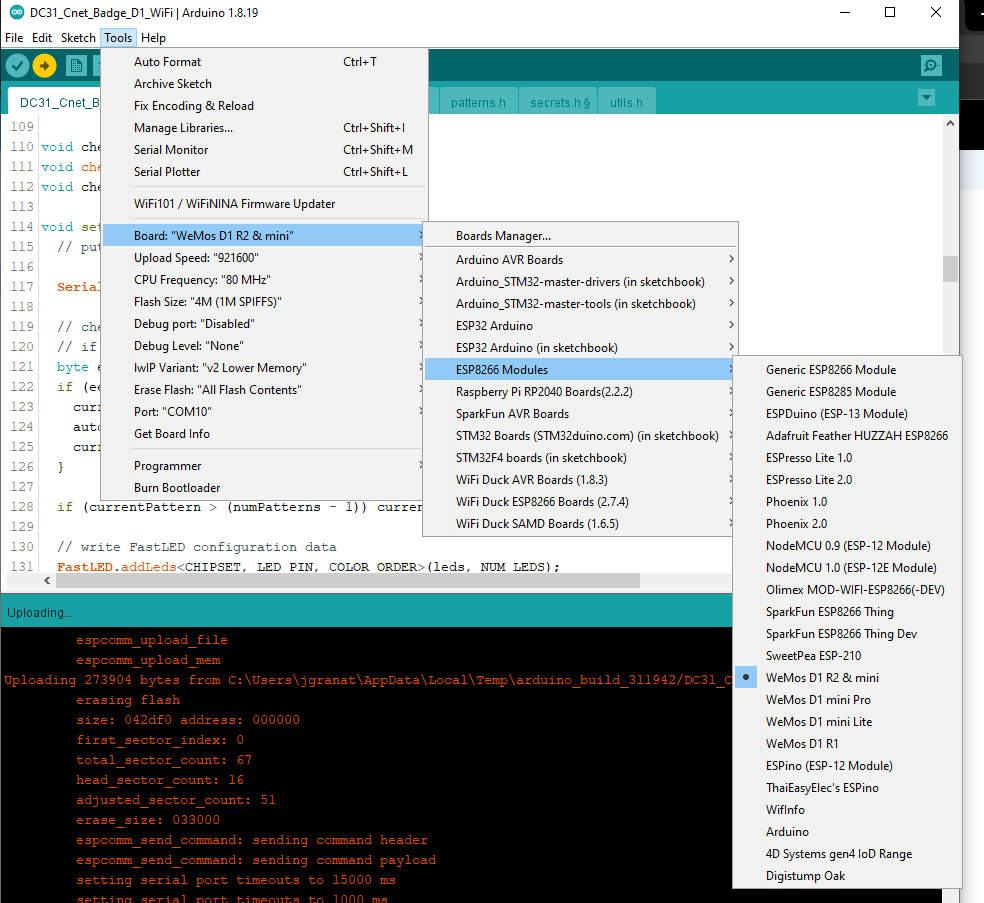 DC31_Cnet_Badge_D1_WiFi | Arduino 1.8.19
File Edit Sketch Tools Help
Auto Format Ctrl+T
Archive Sketch
Fix Encoding & Reload
Manage Libraries... Ctrl+Shift+I
Serial Monitor Ctrl+Shift+M
Serial Plotter Ctrl+Shift+L
WiFi101 / WiFiNINA Firmware Updater
Board: "WeMos D1 R2 & mini"
Upload Speed: "921600"
CPU Frequency: "80 MHz"
Flash Size: "4M (1M SPIFFS)"
Debug port: "Disabled"
Debug Level: "None"
lwIP Variant: "v2 Lower Memory"
Erase Flash: "All Flash Contents"
Port: "COM10"
Get Board Info
Programmer
Burn Bootloader
Boards Manager...
Arduino AVR Boards
Arduino_STM32-master-drivers (in sketchbook)
Arduino_STM32-master-tools (in sketchbook)
ESP32 Arduino
ESP32 Arduino (in sketchbook)
ESP8266 Modules
Raspberry Pi RP2040 Boards(2.2.2)
SparkFun AVR Boards
STM32 Boards (STM32duino.com) (in sketchbook)
STM32F4 boards (in sketchbook)
WiFi Duck AVR Boards (1.8.3)
WiFi Duck ESP8266 Boards (2.7.4)
WiFi Duck SAMD Boards (1.6.5)
Generic ESP8266 Module
Generic ESP8285 Module
ESPDuino (ESP-13 Module)
Adafruit Feather HUZZAH ESP8266
ESPresso Lite 1.0
ESPresso Lite 2.0
Phoenix 1.0
Phoenix 2.0
NodeMCU 0.9 (ESP-12 Module)
NodeMCU 1.0 (ESP-12E Module)
Olimex MOD-WIFI-ESP8266(-DEV)
SparkFun ESP8266 Thing
SparkFun ESP8266 Thing Dev
SweetPea ESP-210
WeMos D1 R2 & mini
WeMos D1 mini Pro
WeMos D1 mini Lite
WeMos D1 R1
ESPino (ESP-12 Module)
ThaiEasyElec's ESPino
WifInfo
Arduino
4D Systems gen4 IoD Range
Digistump Oak
DC31_Cnet_B patterns.h secrets.h § utils.h
109
110 void che
111 void che
112 void che
113
114 void set
115 // put
116
117 Serial
118
119 // che
120 // if
121 byte e
122 if (ee
123 curr
124 auto
125 curr
126 }
127
128 if (currentPattern > (numPatterns - 1)) curren
129
130 // write FastLED configuration data
131 FastLED.addLeds<CHIPSET, LED_PIN, COLOR_ORDER>(leds, NUM_LEDS);
Uploading...
espcomm_upload_file
espcomm_upload_mem
Uploading 273904 bytes from C:\Users\jgranat\AppData\Local\Temp\arduino_build_311942/DC31_C
erasing flash
size: 042df0 address: 000000
first_sector_index: 0
total_sector_count: 67
head_sector_count: 16
adjusted_sector_count: 51
erase_size: 033000
espcomm_send_command: sending command header
espcomm_send_command: sending command payload
setting serial port timeouts to 15000 ms
setting serial port timeouts to 1000 ms